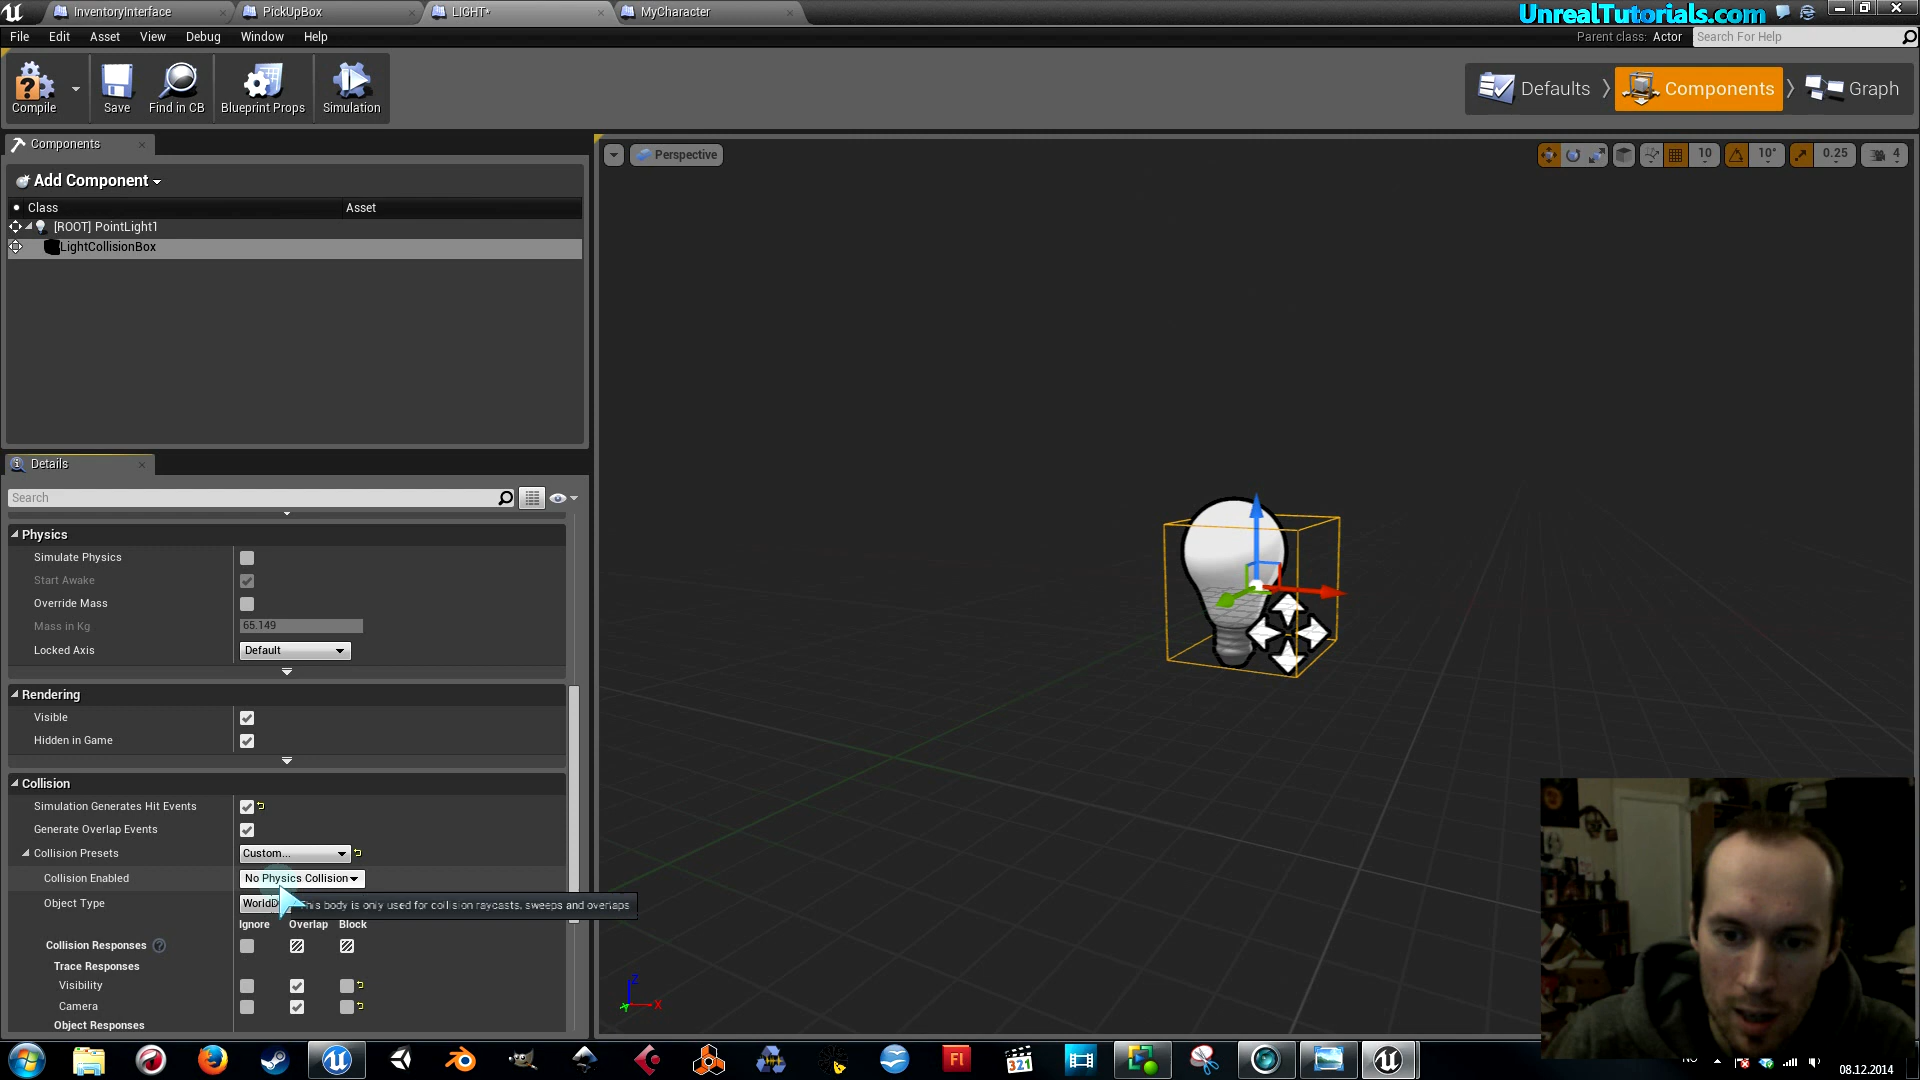 InventoryInterface
PickUpBox
LIGHT*
MyCharacter
UnrealTutorials.com
File
Edit
Asset
View
Debug
Window
Help
Parent class: Actor
Search For Help
Compile
Save
Find in CB
Blueprint Props
Simulation
Defaults
Components
Graph
Components
Add Component
Class
Asset
[ROOT] PointLight1
LightCollisionBox
Perspective
10
10°
0.25
4
Details
Search
Physics
Simulate Physics
Start Awake
Override Mass
Mass in Kg
65.149
Locked Axis
Default
Rendering
Visible
Hidden in Game
Collision
Simulation Generates Hit Events
Generate Overlap Events
Collision Presets
Custom...
Collision Enabled
No Physics Collision
Object Type
WorldD
This body is only used for collision raycasts, sweeps and overlaps
Ignore
Overlap
Block
Collision Responses
Trace Responses
Visibility
Camera
Object Responses
Z
X
Y
Fl
321
NO
08.12.2014